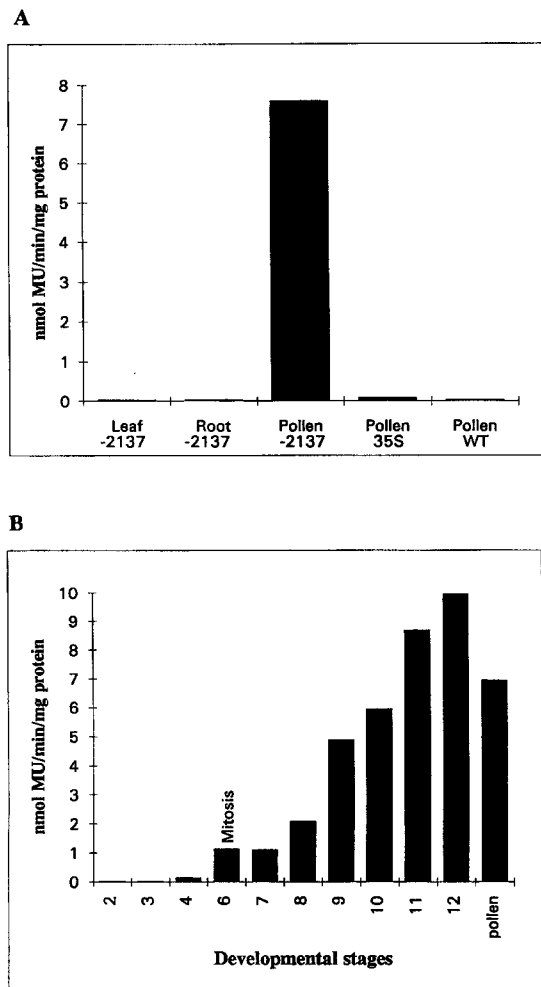 A
nmol MU/min/mg protein
8
7
6
5
4
3
2
1
0
Leaf Root Pollen Pollen Pollen
-2137 -2137 -2137 35S WT
B
nmol MU/min/mg protein
10
9
8
7
6
5
4
3
2
1
0
Mitosis
2 3 4 6 7 8 9 10 11 12 pollen
Developmental stages